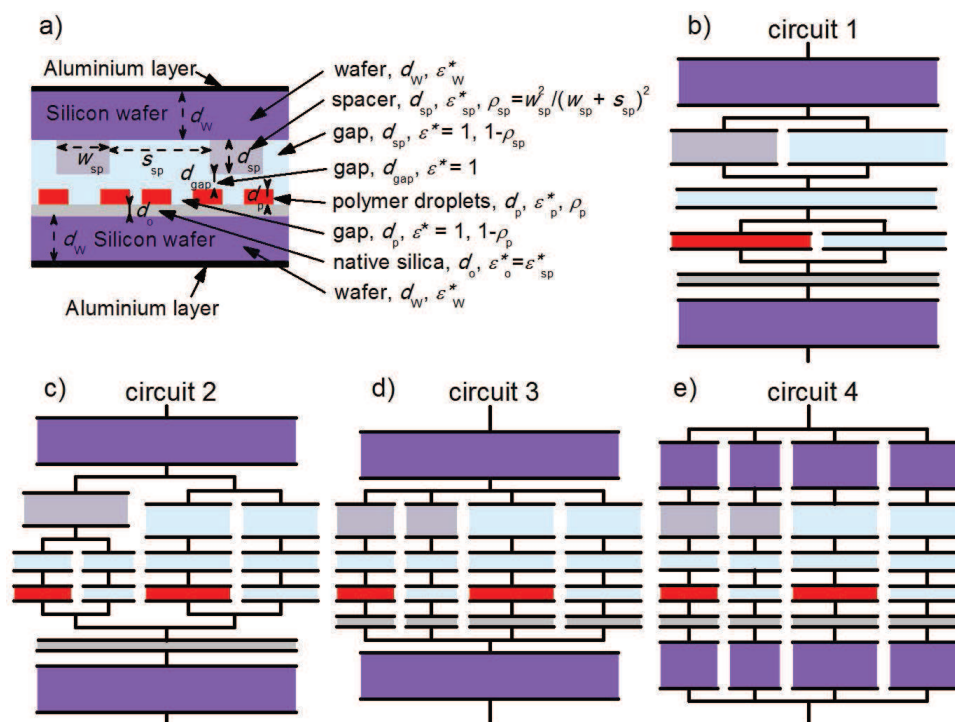 a)
Aluminium layer
Silicon wafer
d_W
w_sp
s_sp
d_sp
d_gap
d_p
d_o
d_W
Silicon wafer
Aluminium layer
wafer, d_W, ε*_W
spacer, d_sp, ε*_sp, ρ_sp=w²_sp/(w_sp + s_sp)²
gap, d_sp, ε*= 1, 1-ρ_sp
gap, d_gap, ε*= 1
polymer droplets, d_p, ε*_p, ρ_p
gap, d_p, ε* = 1, 1-ρ_p
native silica, d_o, ε*_o=ε*_sp
wafer, d_W, ε*_W
b)
circuit 1
c)
circuit 2
d)
circuit 3
e)
circuit 4